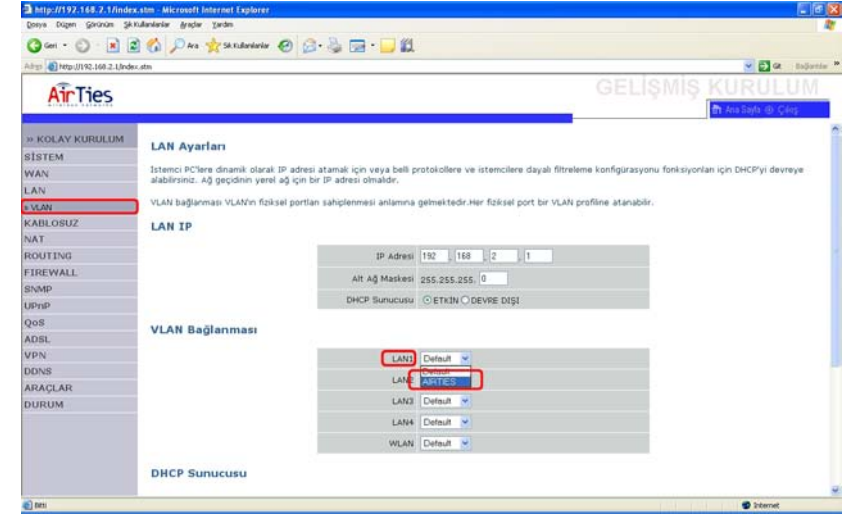 http://192.168.2.1/index.stm - Microsoft Internet Explorer
Dosya Düzen Görünüm Sık Kullanılanlar Araçlar Yardım
Geri Ara Sık Kullanılanlar
Adres http://192.168.2.1/index.stm Git Bağlantılar
AirTies
GELİŞMİŞ KURULUM
Ana Sayfa Çıkış
» KOLAY KURULUM
SİSTEM
WAN
LAN
» VLAN
KABLOSUZ
NAT
ROUTING
FIREWALL
SNMP
UPnP
QoS
ADSL
VPN
DDNS
ARAÇLAR
DURUM
LAN Ayarları
İstemci PC'lere dinamik olarak IP adresi atamak için veya belli protokollere ve istemcilere dayalı filtreleme konfigürasyonu fonksiyonları için DHCP'yi devreye
alabilirsiniz. Ağ geçidinin yerel ağ için bir IP adresi olmalıdır.
VLAN bağlanması VLAN'ın fiziksel portları sahiplenmesi anlamına gelmektedir.Her fiziksel port bir VLAN profiline atanabilir.
LAN IP
IP Adresi 192 . 168 . 2 . 1
Alt Ağ Maskesi 255.255.255. 0
DHCP Sunucusu ETKİN DEVRE DIŞI
VLAN Bağlanması
LAN1 Default
Default
LAN2 AIRTIES
LAN3 Default
LAN4 Default
WLAN Default
DHCP Sunucusu
Bitti Internet